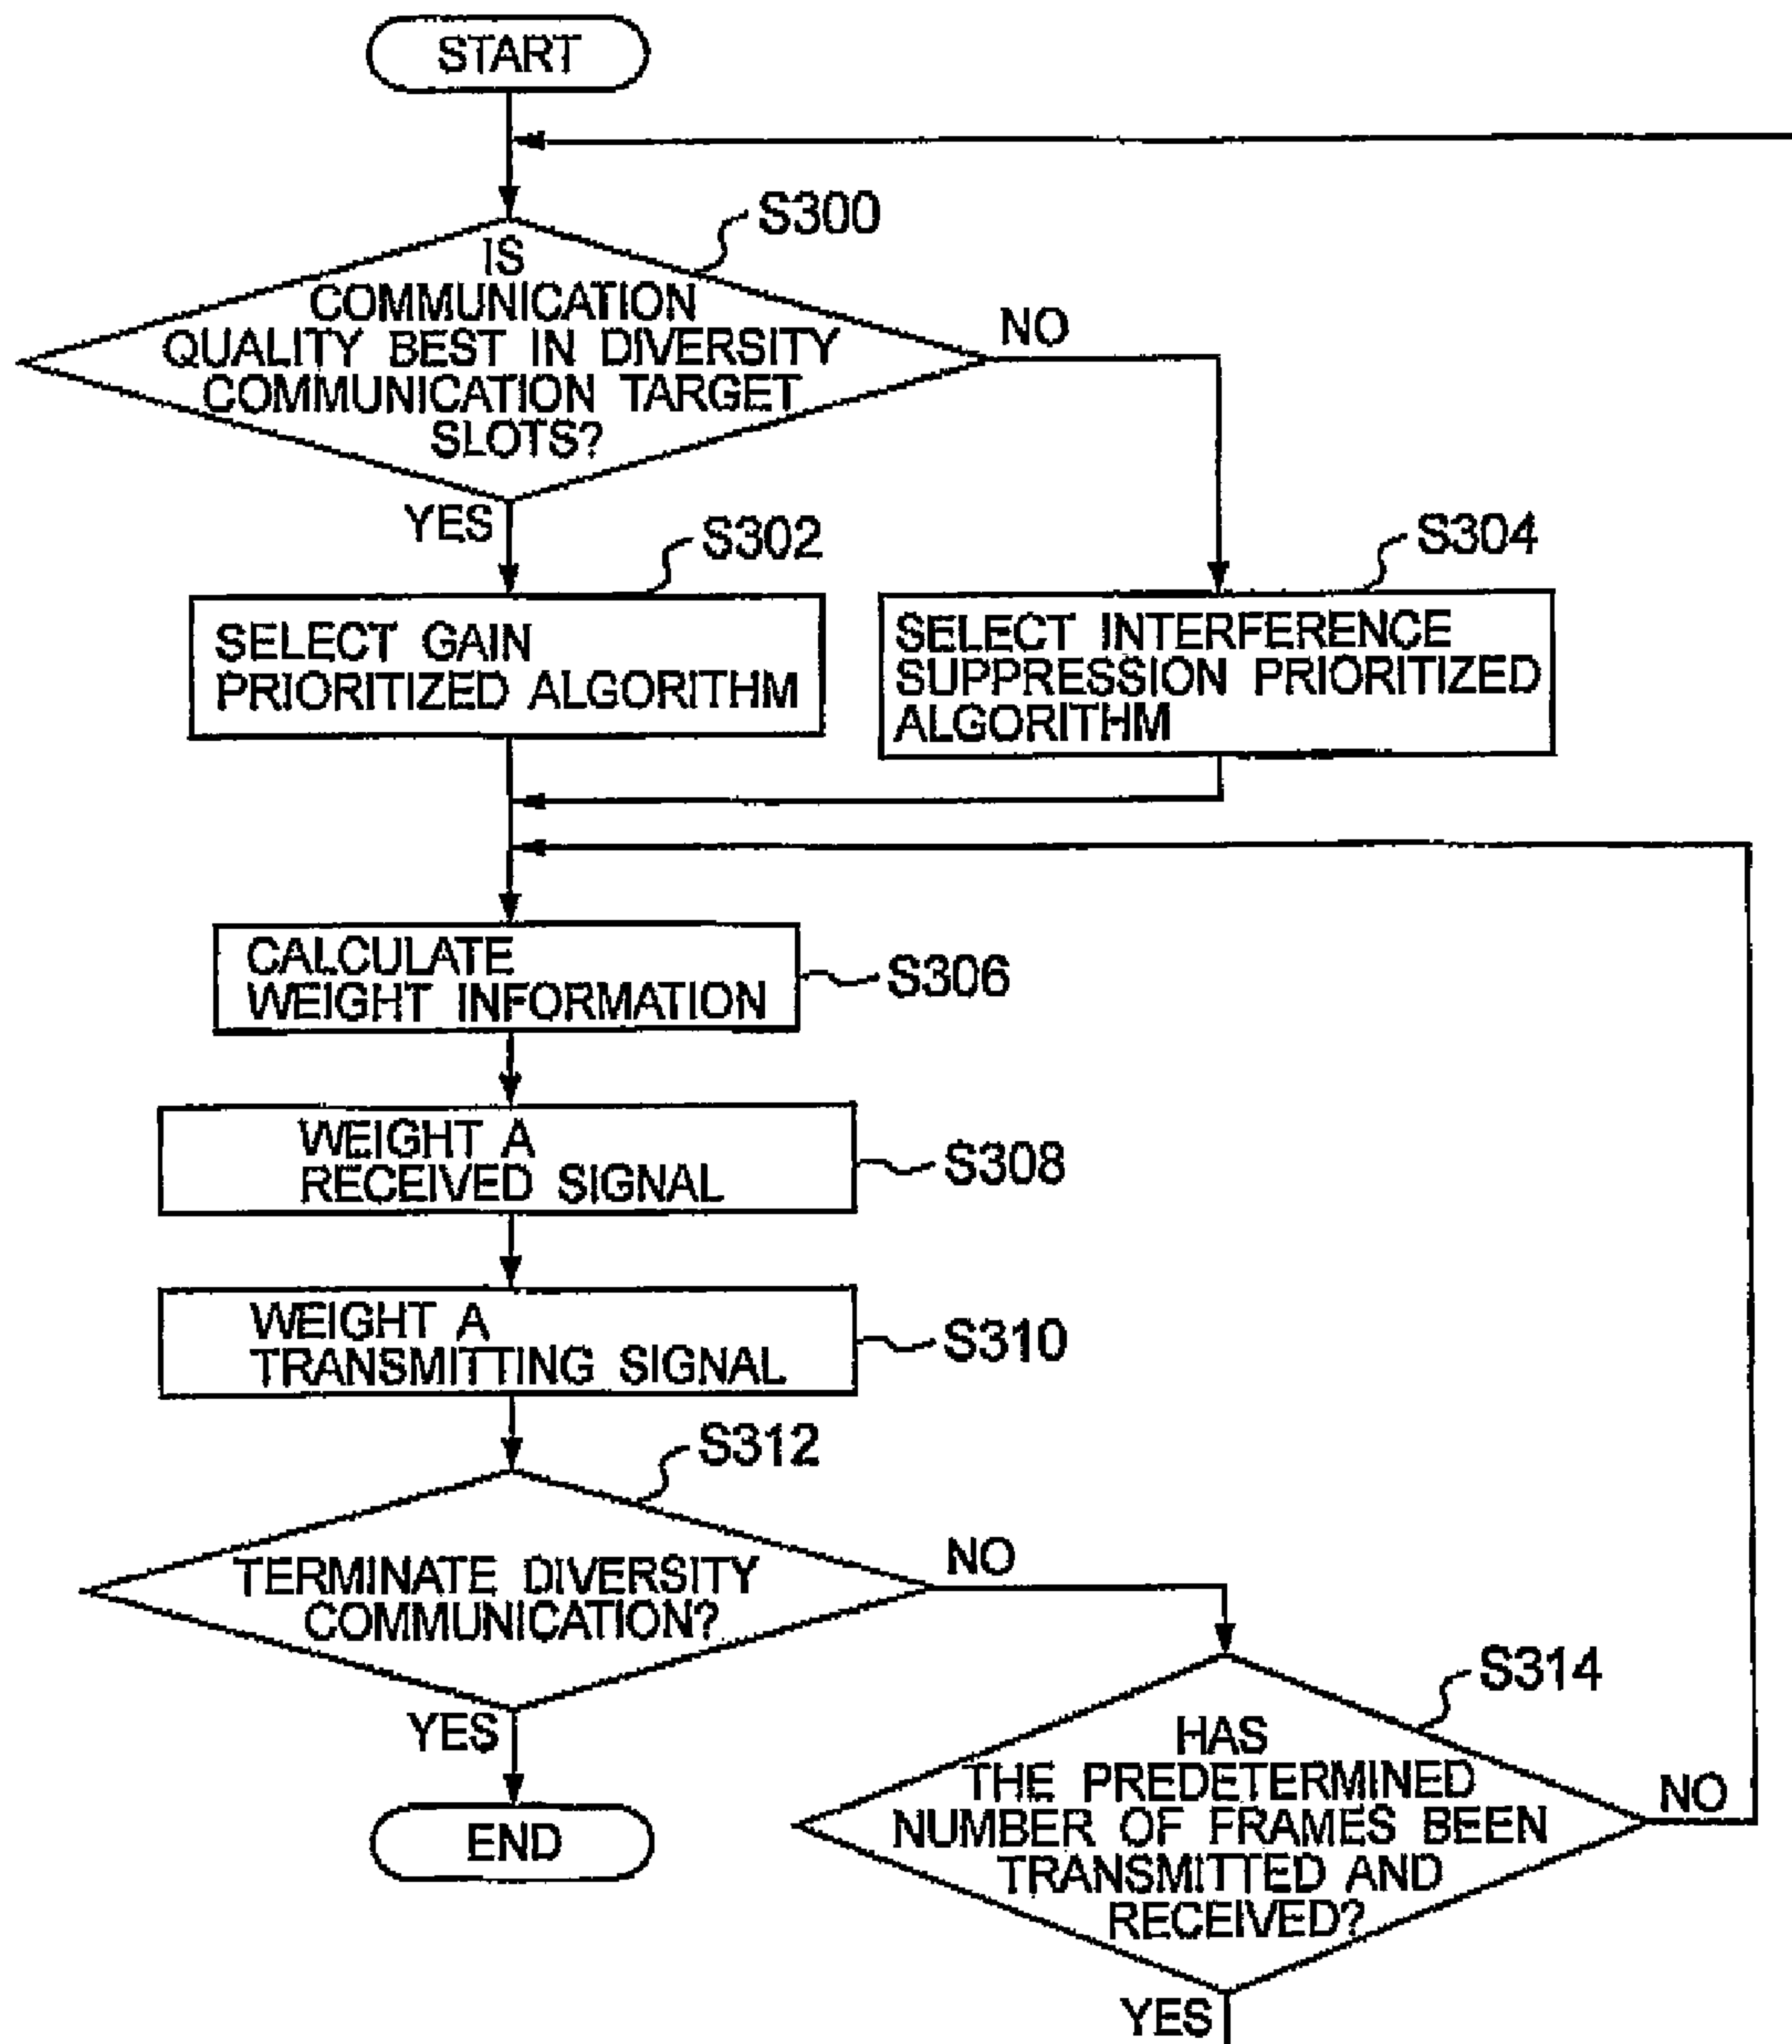 START
S300
IS
COMMUNICATION
QUALITY BEST IN DIVERSITY
COMMUNICATION TARGET
SLOTS?
NO
YES
S302
S304
SELECT GAIN
PRIORITIZED ALGORITHM
SELECT INTERFERENCE
SUPPRESSION PRIORITIZED
ALGORITHM
CALCULATE
WEIGHT INFORMATION
S306
WEIGHT A
RECEIVED SIGNAL
S308
WEIGHT A
TRANSMITTING SIGNAL
S310
S312
TERMINATE DIVERSITY
COMMUNICATION?
NO
YES
END
S314
HAS
THE PREDETERMINED
NUMBER OF FRAMES BEEN
TRANSMITTED AND
RECEIVED?
NO
YES